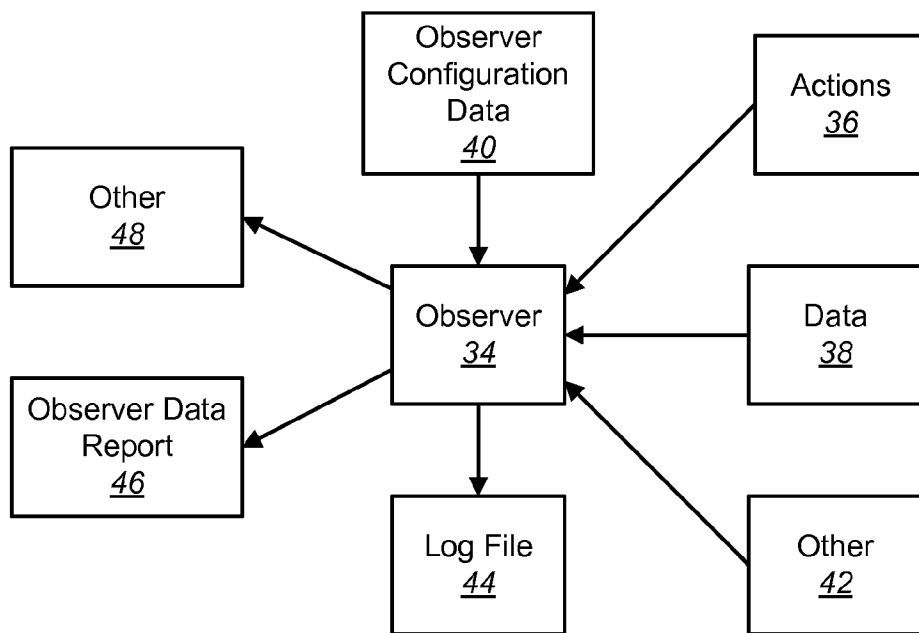 Observer
Configuration
Data
40
Actions
36
Other
48
Observer
34
Data
38
Observer Data
Report
46
Log File
44
Other
42